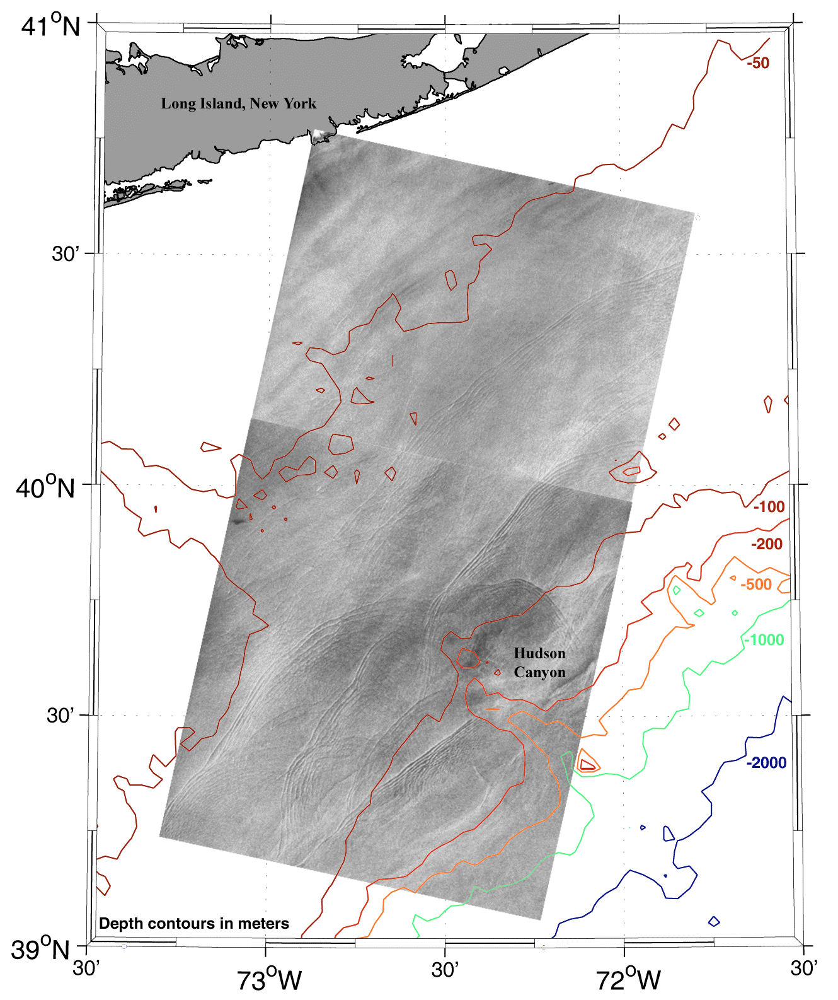 41°N
-50
Long Island, New York
30’
40°N
-100
-200
-500
-1000
Hudson
Canyon
30’
-2000
Depth contours in meters
39°N
30’
73°W
30’
72°W
30’